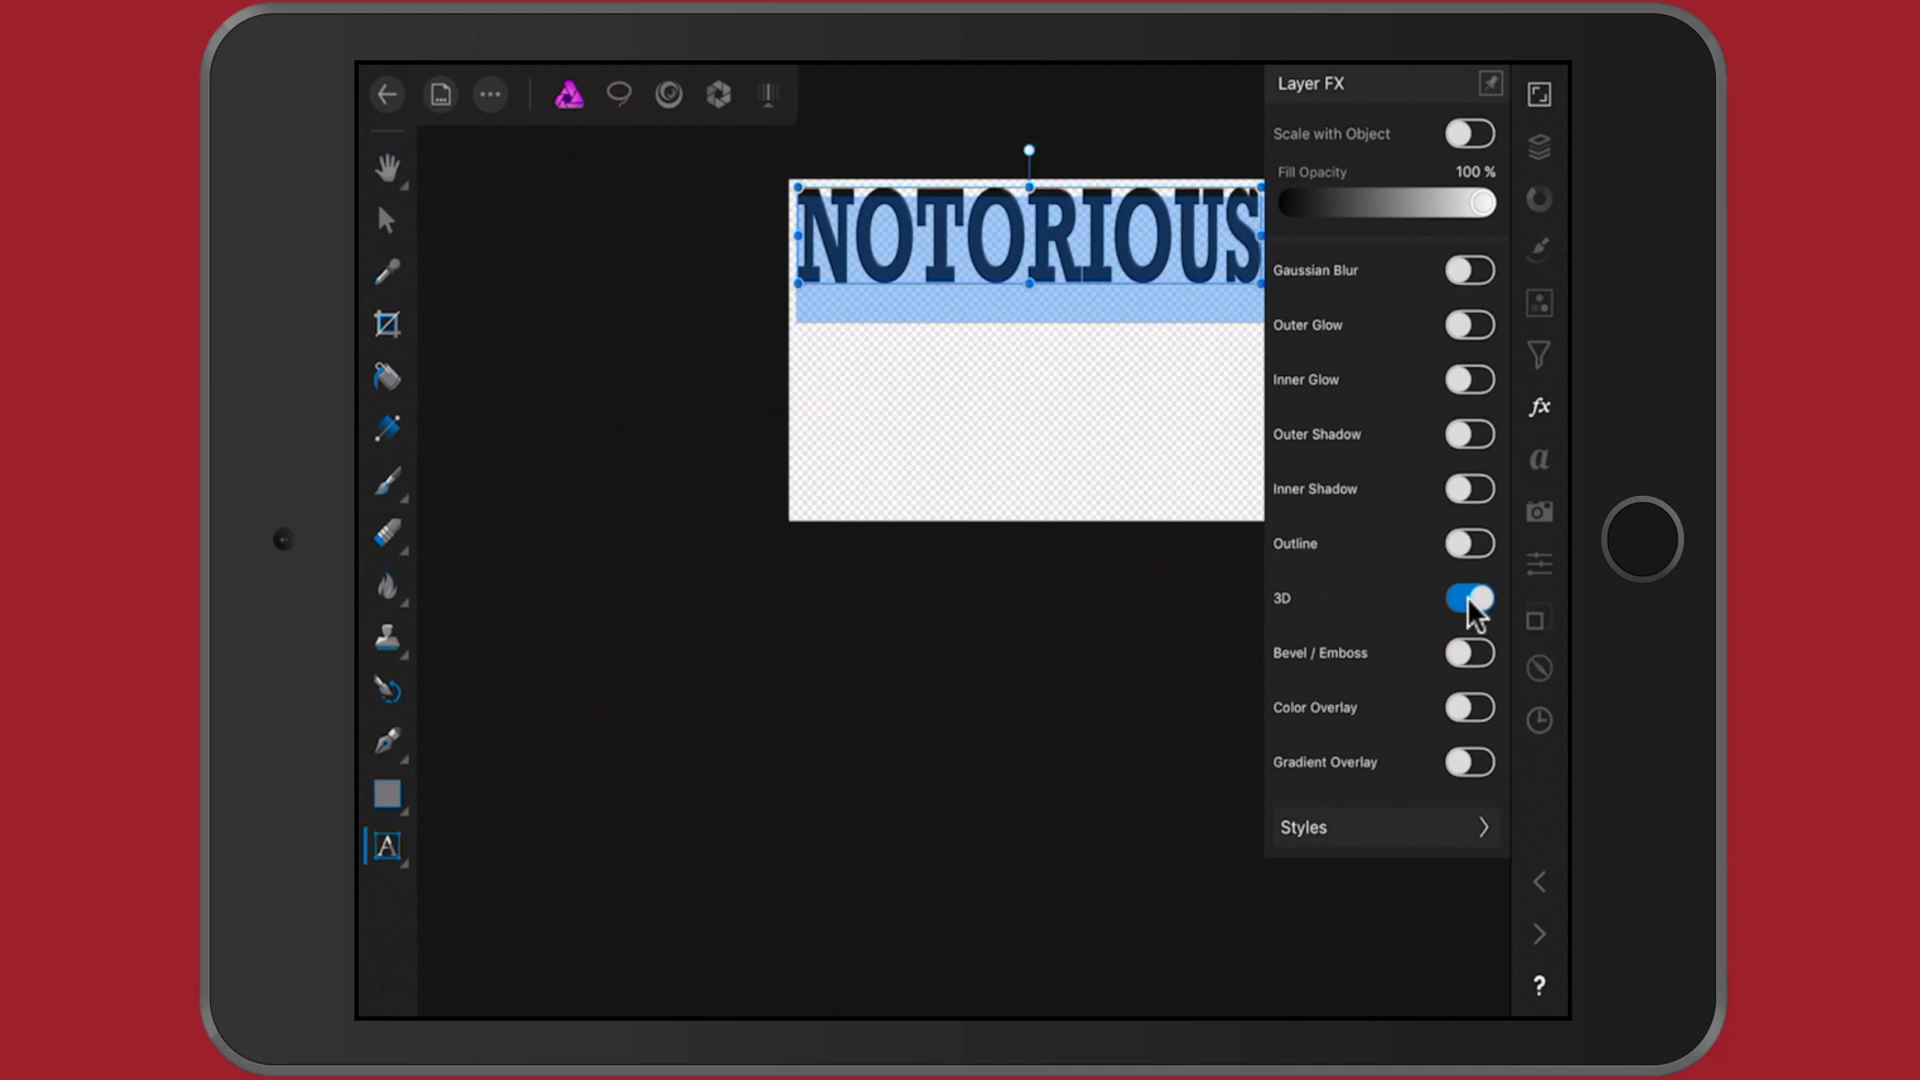 Layer FX
Scale with Object
Fill Opacity 100 %
NOTORIOUS
Gaussian Blur
Outer Glow
Inner Glow
Outer Shadow
Inner Shadow
Outline
3D
Bevel / Emboss
Color Overlay
Gradient Overlay
Styles
fx
a
A
?